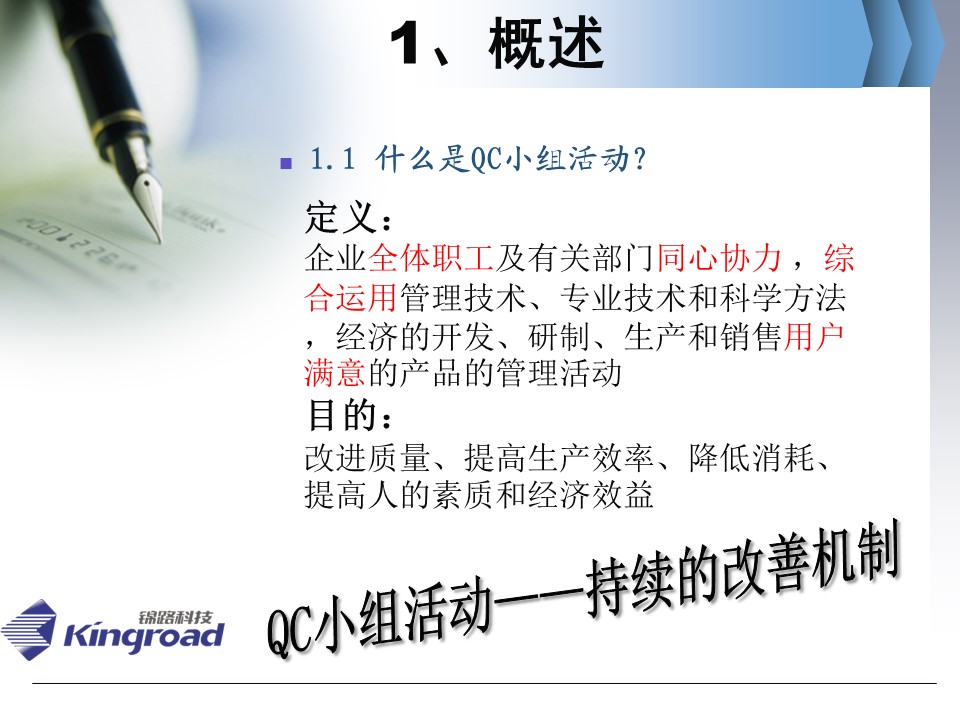 1、概述
1.1 什么是QC小组活动？
定义：
企业全体职工及有关部门同心协力，综
合运用管理技术、专业技术和科学方法
，经济的开发、研制、生产和销售用户
满意的产品的管理活动
目的：
改进质量、提高生产效率、降低消耗、
提高人的素质和经济效益
QC小组活动——持续的改善机制
锦路科技
Kingroad